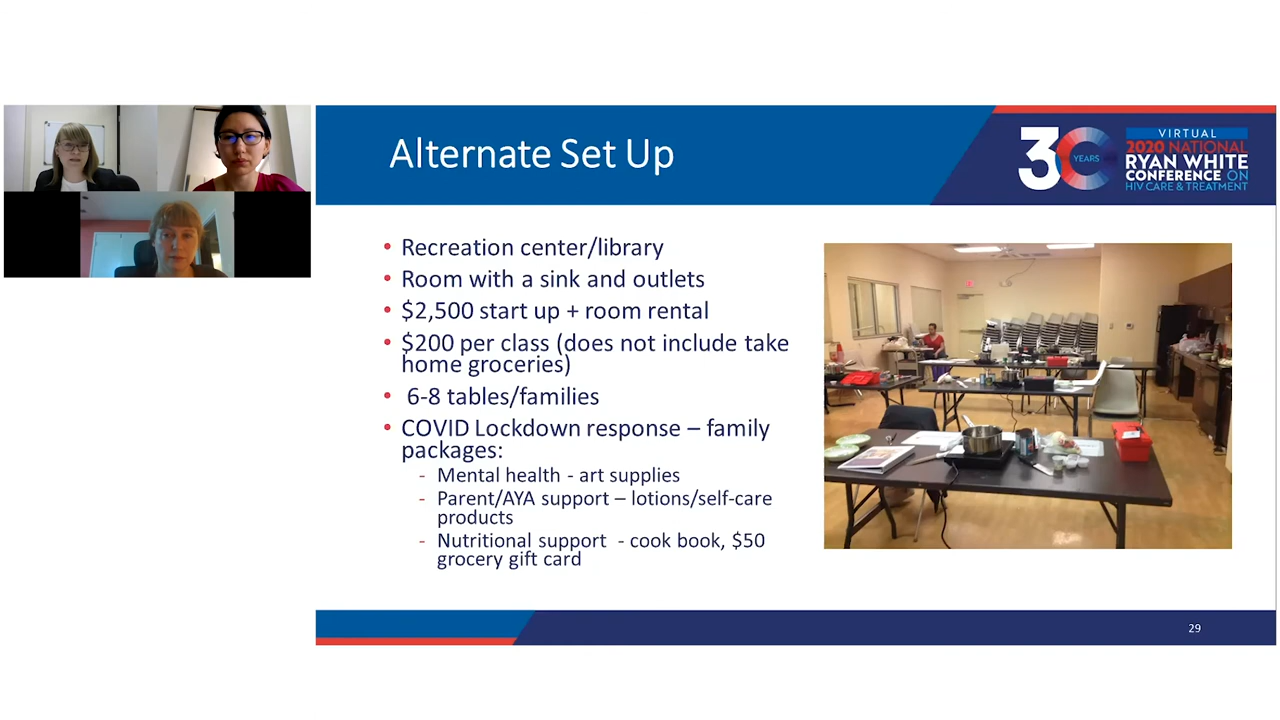 Alternate Set Up
30 YEARS
VIRTUAL
2020 NATIONAL
RYAN WHITE
CONFERENCE ON
HIV CARE & TREATMENT
• Recreation center/library
• Room with a sink and outlets
• $2,500 start up + room rental
• $200 per class (does not include take
home groceries)
• 6-8 tables/families
• COVID Lockdown response – family
packages:
- Mental health - art supplies
- Parent/AYA support – lotions/self-care
products
- Nutritional support - cook book, $50
grocery gift card
29